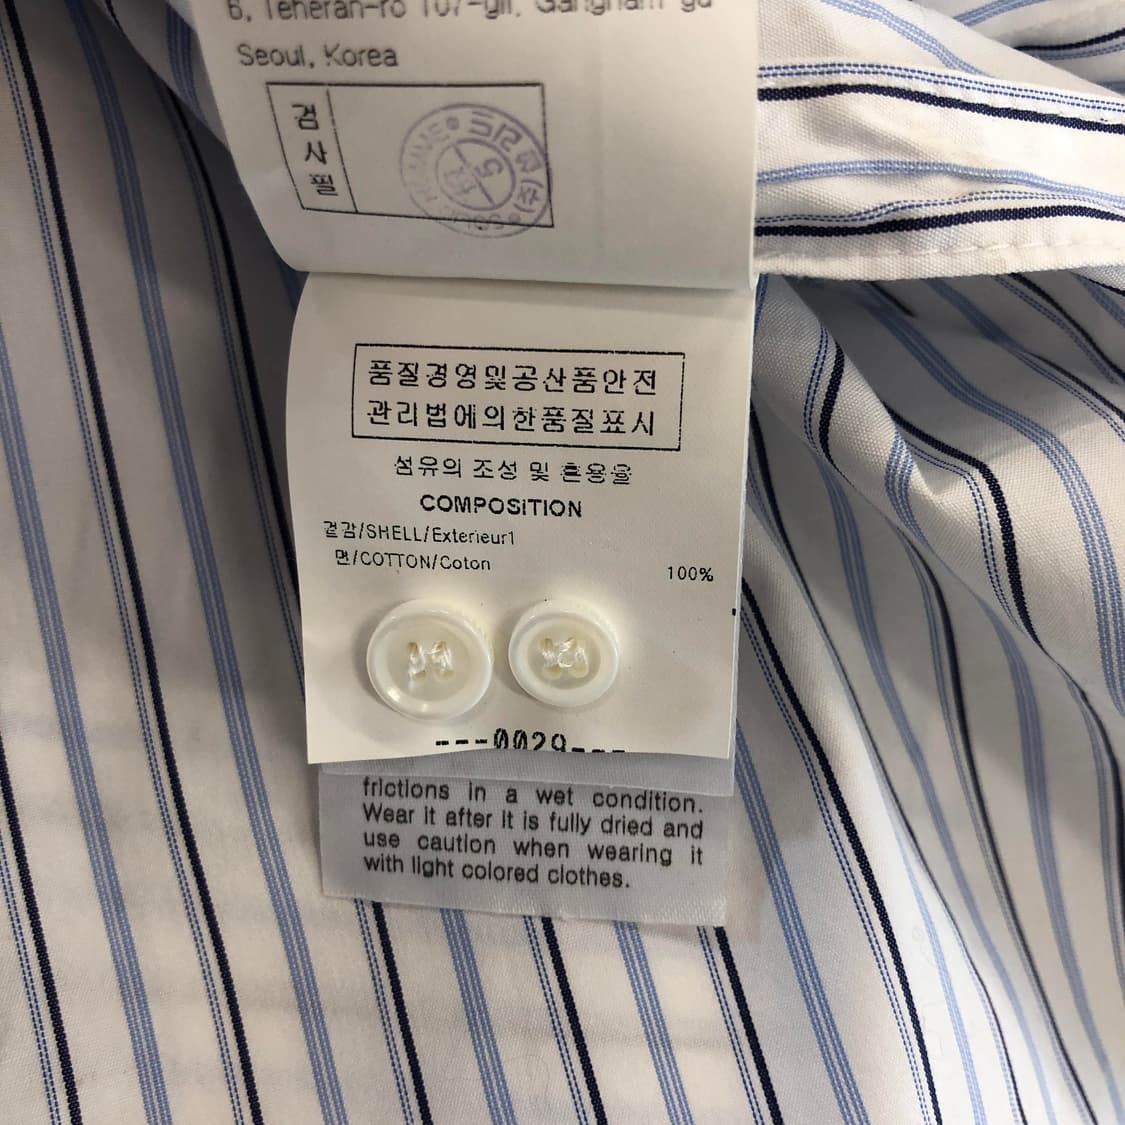 6, Teheran-ro 107-gil, Gangnam-gu
Seoul, Korea
검사필
품질경영및공산품안전
관리법에의한품질표시
섬유의 조성 및 혼용율
COMPOSITION
겉감/SHELL/Exterieur1
면/COTTON/Coton 100%
---0029---
frictions in a wet condition.
Wear it after it is fully dried and
use caution when wearing it
with light colored clothes.